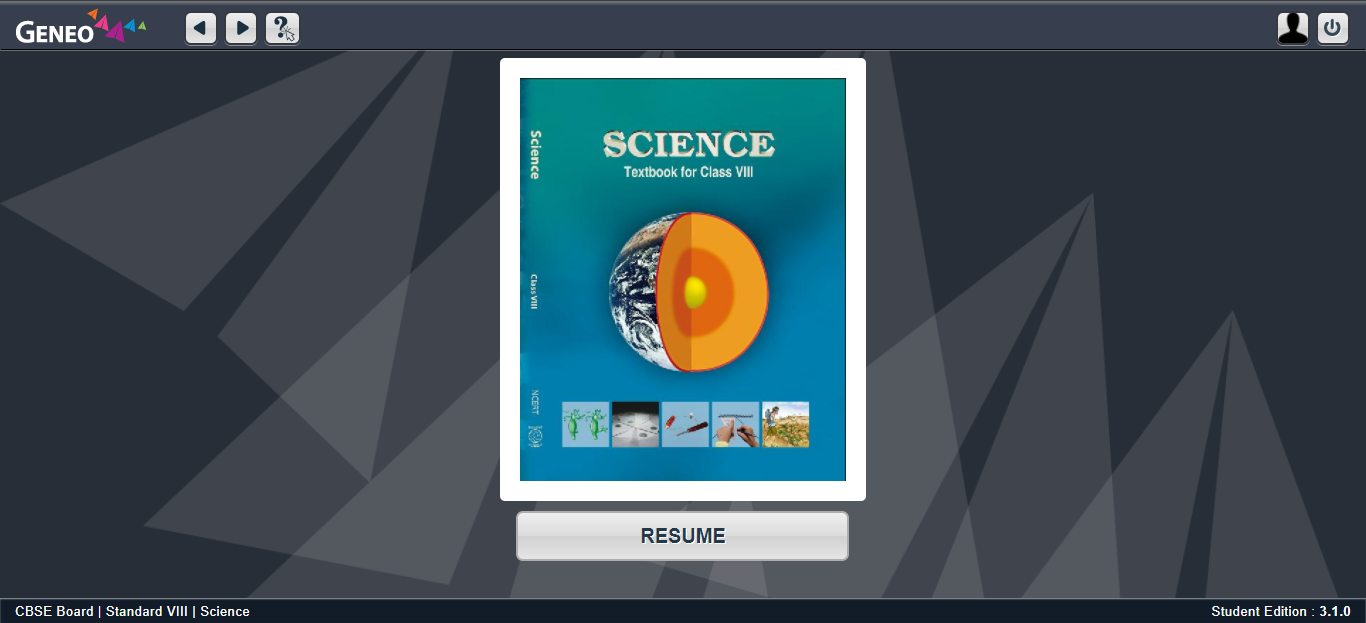 GENEO
?
Science
SCIENCE
Textbook for Class VIII
Class VIII
NCERT
RESUME
CBSE Board | Standard VIII | Science
Student Edition : 3.1.0